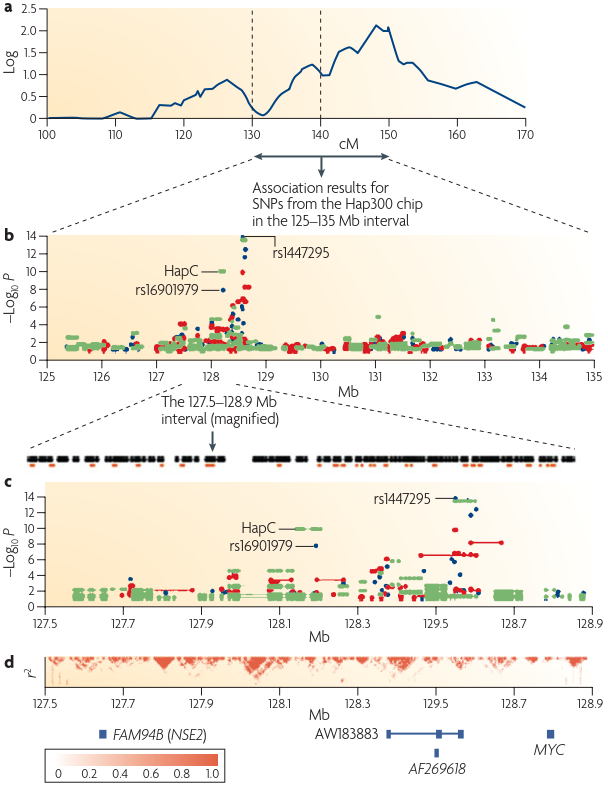 a
Log
2.5
2.0
1.5
1.0
0.5
0
100 110 120 130 140 150 160 170
cM
Association results for
SNPs from the Hap300 chip
in the 125–135 Mb interval
b
–Log10 P
14
12
10
8
6
4
2
0
rs1447295
HapC
rs16901979
125 126 127 128 129 130 131 132 133 134 135
Mb
The 127.5–128.9 Mb
interval (magnified)
c
–Log10 P
14
12
10
8
6
4
2
0
rs1447295
HapC
rs16901979
127.5 127.7 127.9 128.1 128.3 129.5 128.7 128.9
Mb
d
r2
127.5 127.7 127.9 128.1 128.3 129.5 128.7 128.9
Mb
FAM94B (NSE2)
AW183883
AF269618
MYC
0 0.2 0.4 0.6 0.8 1.0